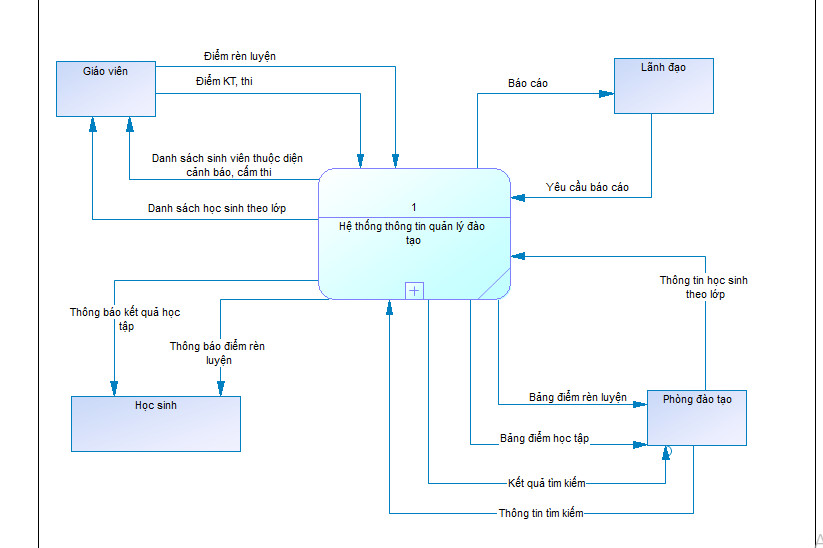 Điểm rèn luyện
Giáo viên
Điểm KT, thi
Lãnh đạo
Báo cáo
Danh sách sinh viên thuộc diện
cảnh báo, cấm thi
Yêu cầu báo cáo
Danh sách học sinh theo lớp
1
Hệ thống thông tin quản lý đào
tạo
Thông tin học sinh
theo lớp
Thông báo kết quả học
tập
Thông báo điểm rèn
luyện
Học sinh
Bảng điểm rèn luyện
Phòng đào tạo
Bảng điểm học tập
Kết quả tìm kiếm
Thông tin tìm kiếm